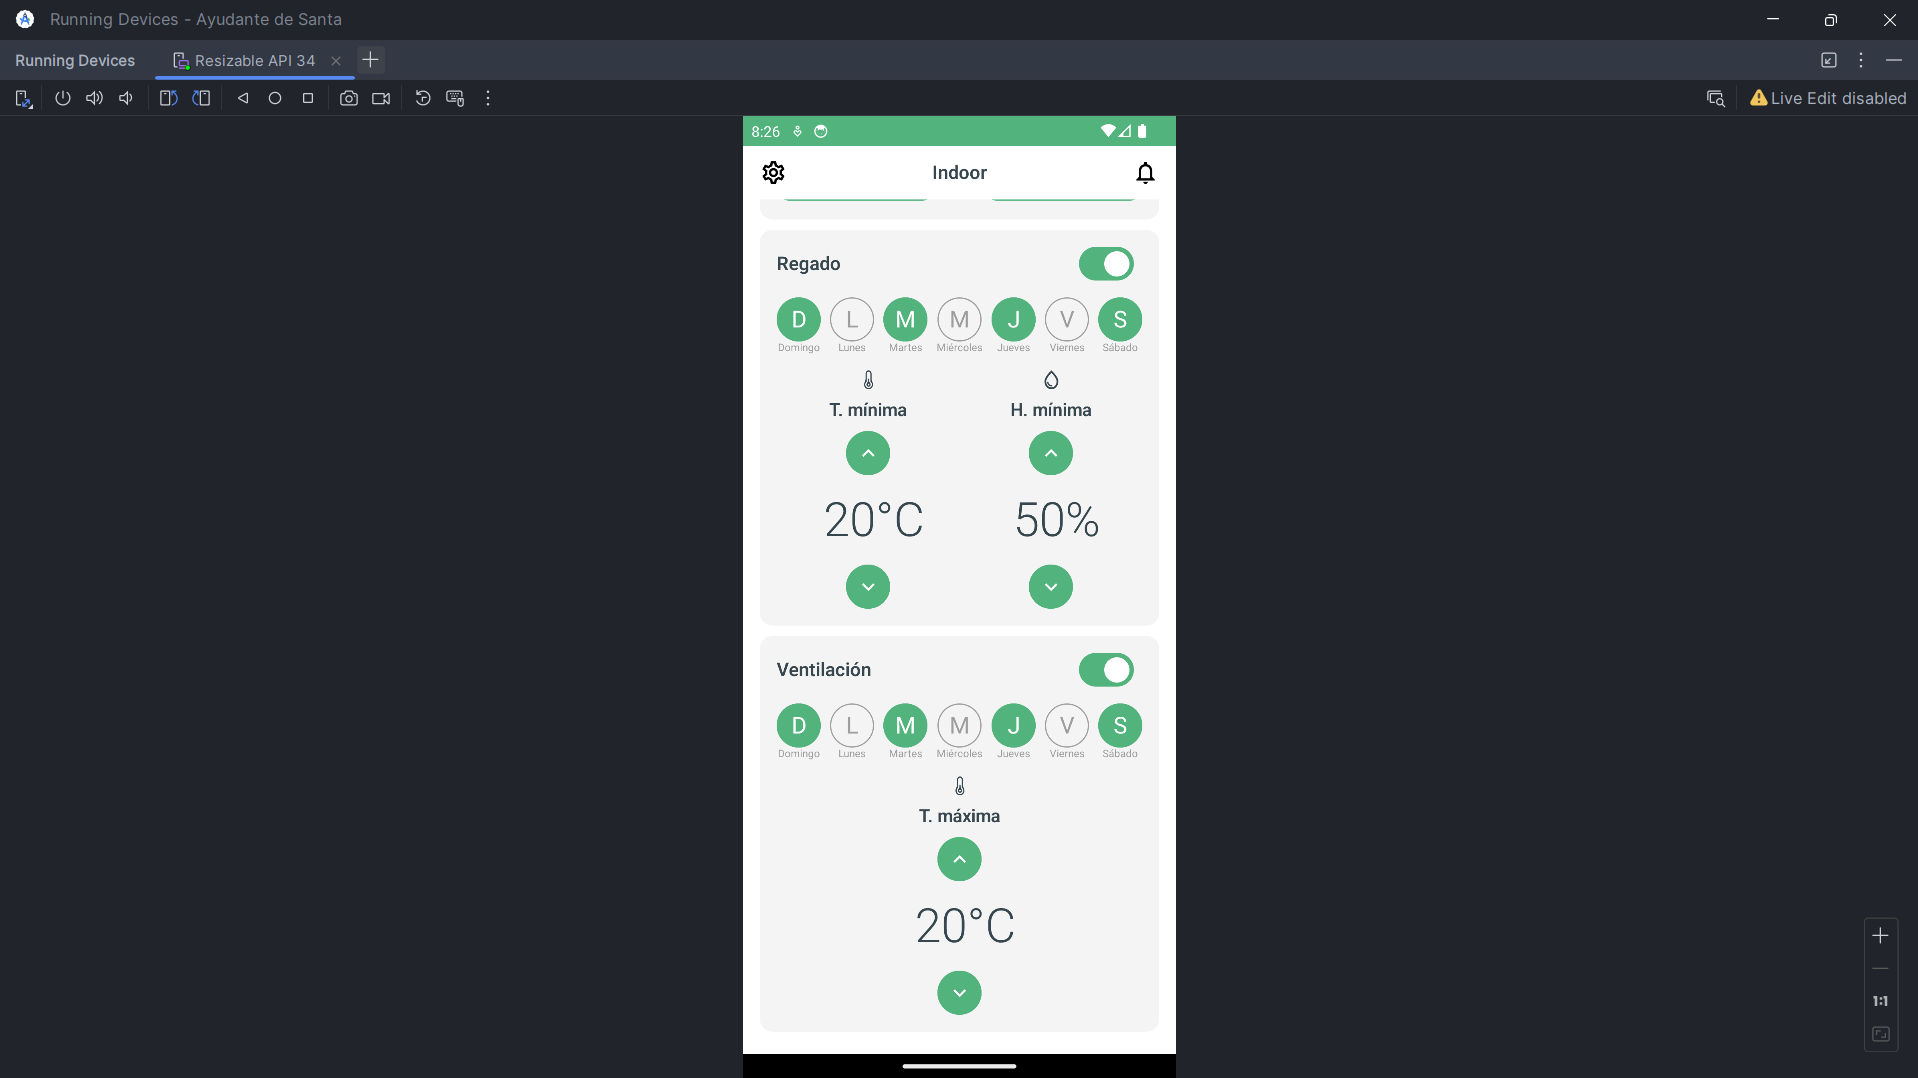 Running Devices - Ayudante de Santa
Running Devices
Resizable API 34
Live Edit disabled
8:26
Indoor
Regado
D L M M J V S
Domingo Lunes Martes Miércoles Jueves Viernes Sábado
T. mínima H. mínima
20°C 50%
Ventilación
D L M M J V S
Domingo Lunes Martes Miércoles Jueves Viernes Sábado
T. máxima
20°C
1:1